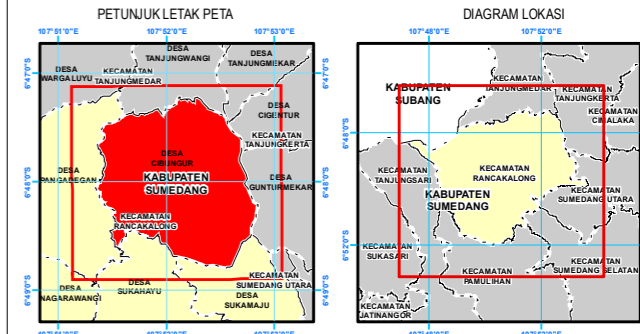 PETUNJUK LETAK PETA
107°51'0"E
107°52'0"E
107°53'0"E
6°47'0"S
6°48'0"S
6°49'0"S
DESA
WARGALUYU
DESA
TANJUNGWANGI
DESA
TANJUNGMEKAR
KECAMATAN
TANJUNGMEDAR
DESA
CIGENTUR
KECAMATAN
TANJUNGKERTA
DESA
CIBUNGUR
KABUPATEN
SUMEDANG
DESA
PANGADEGAN
DESA
GUNTURMEKAR
KECAMATAN
RANCAKALONG
DESA
NAGARAWANGI
DESA
SUKAHAYU
DESA
SUKAMAJU
KECAMATAN
SUMEDANG UTARA
DIAGRAM LOKASI
107°48'0"E
107°52'0"E
6°48'0"S
6°52'0"S
KABUPATEN
SUBANG
KECAMATAN
TANJUNGMEDAR
KECAMATAN
TANJUNGKERTA
KECAMATAN
CIMALAKA
KECAMATAN
TANJUNGSARI
KECAMATAN
RANCAKALONG
KABUPATEN
SUMEDANG
KECAMATAN
SUMEDANG UTARA
KECAMATAN
SUKASARI
KECAMATAN
PAMULIHAN
KECAMATAN
SUMEDANG SELATAN
KECAMATAN
JATINANGOR